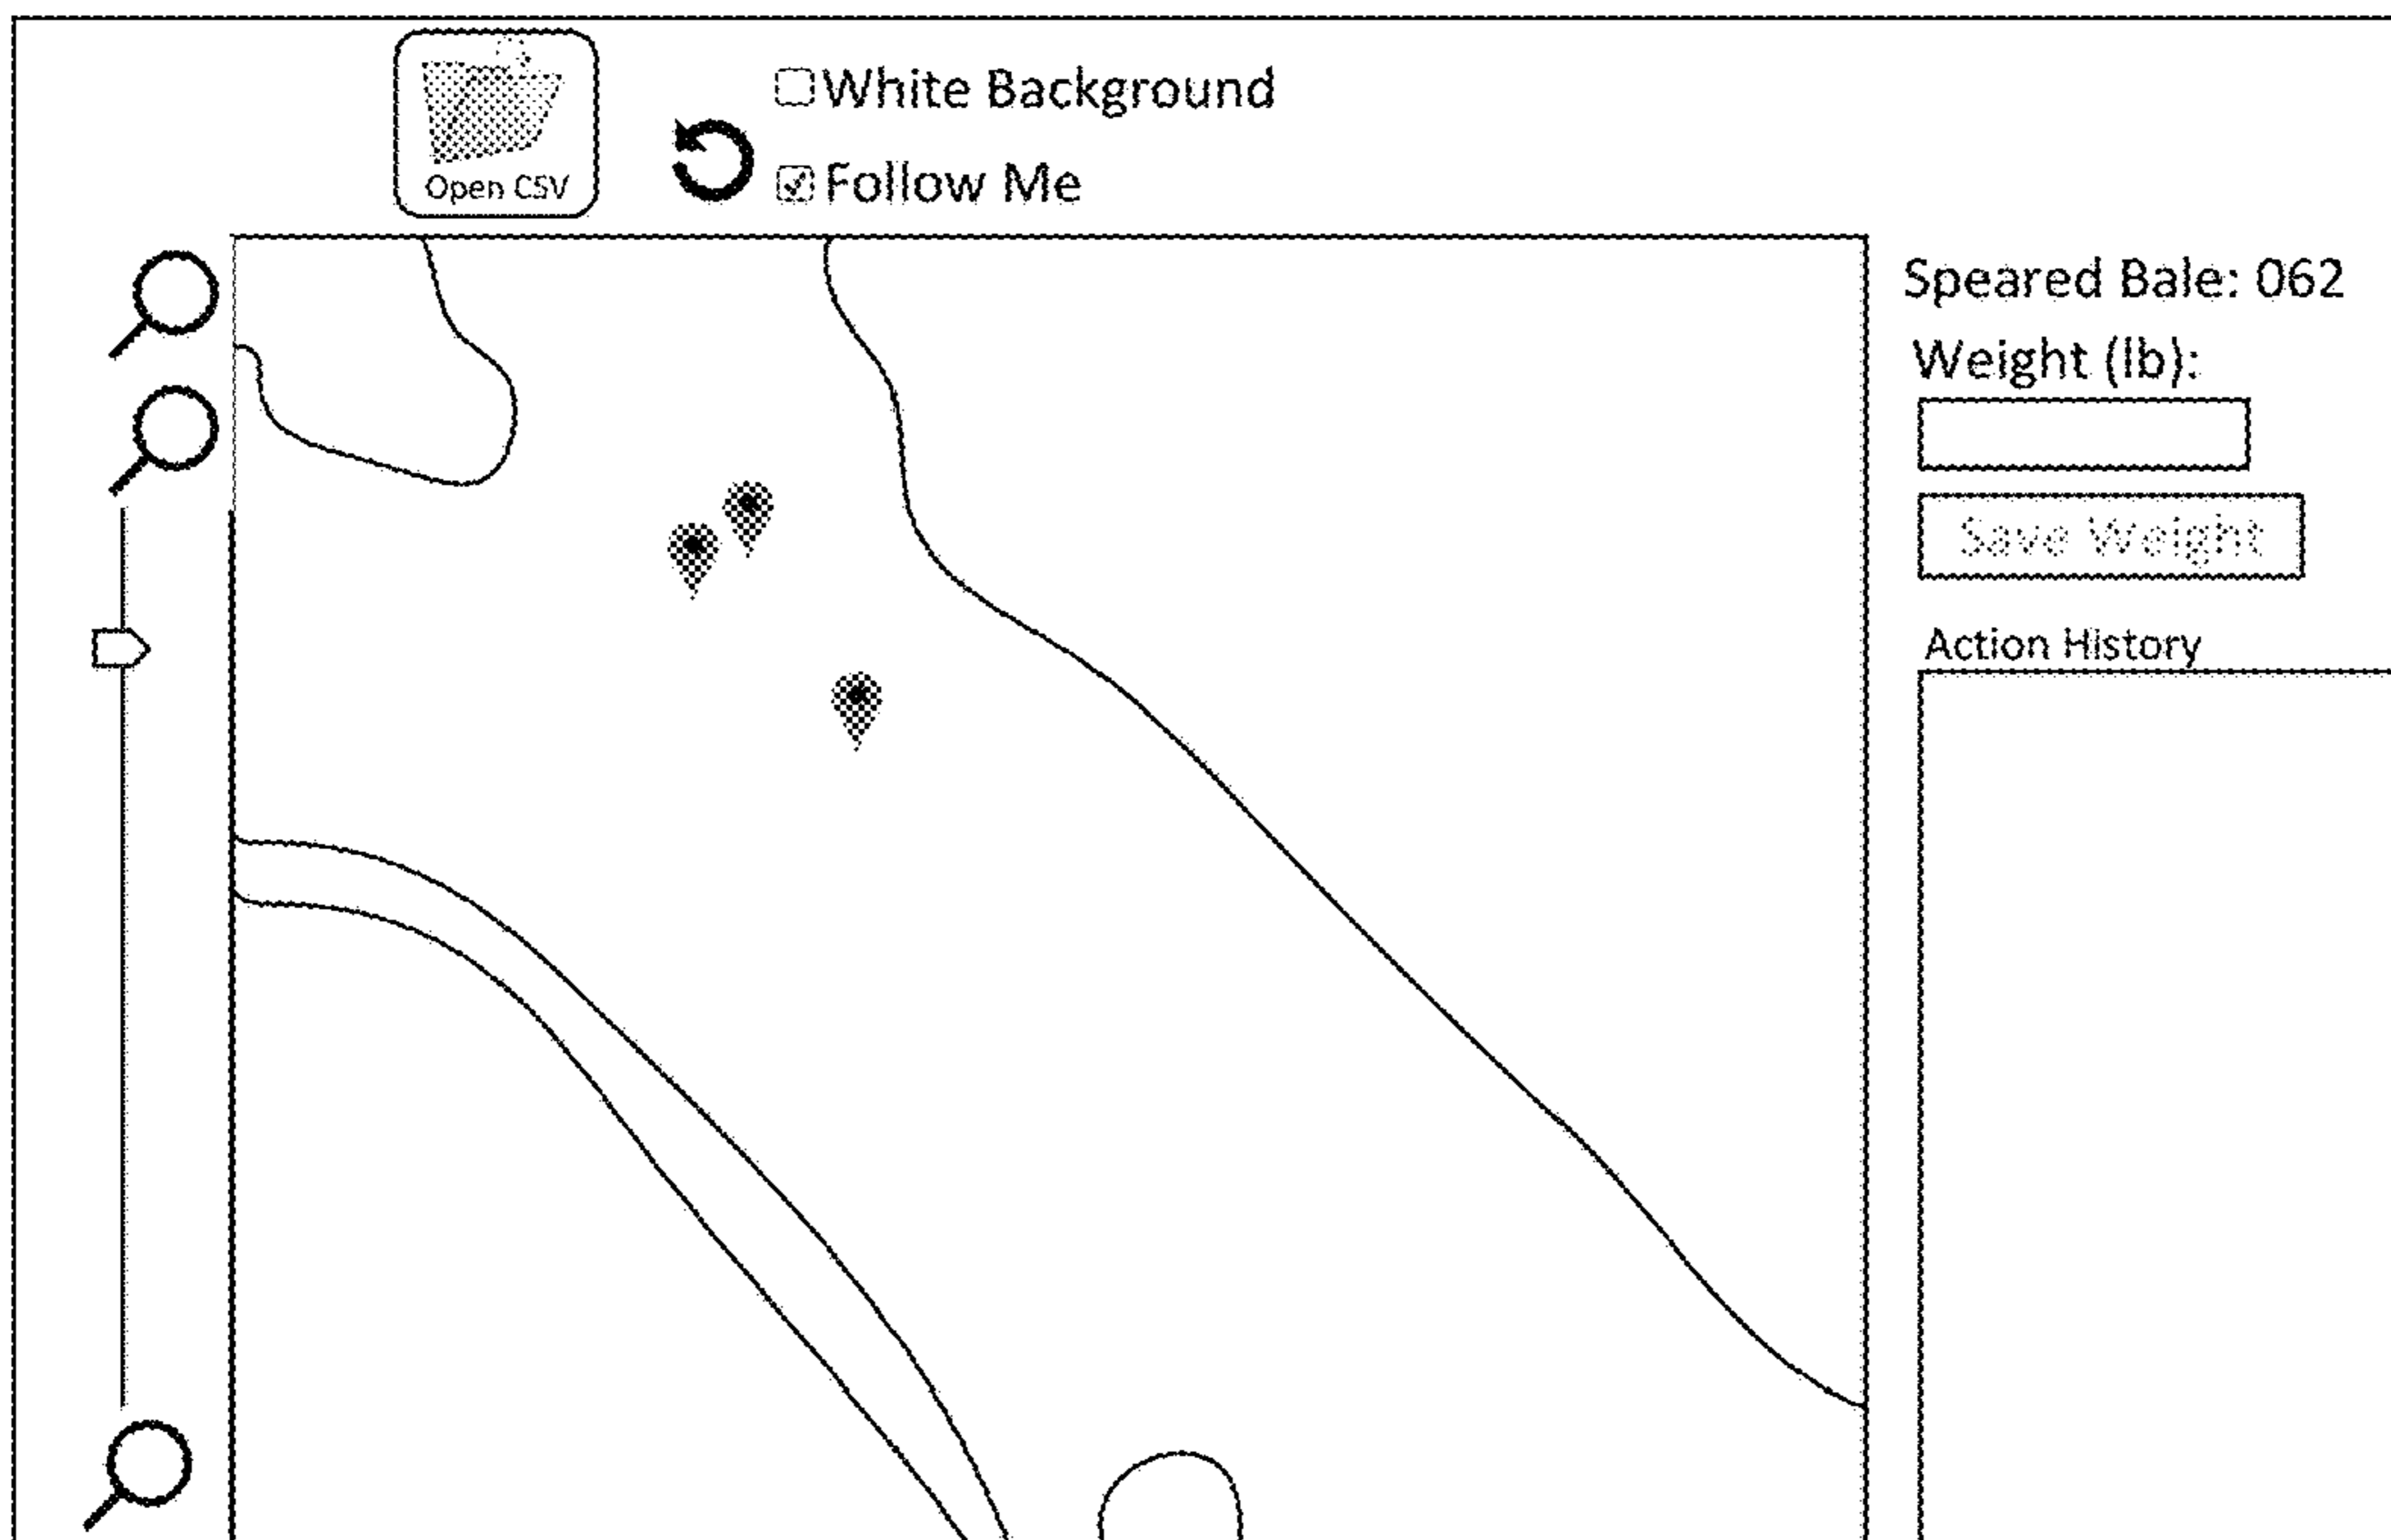 White Background
Open CSV
Follow Me
Speared Bale: 062
Weight (lb):
Save Weight
Action History